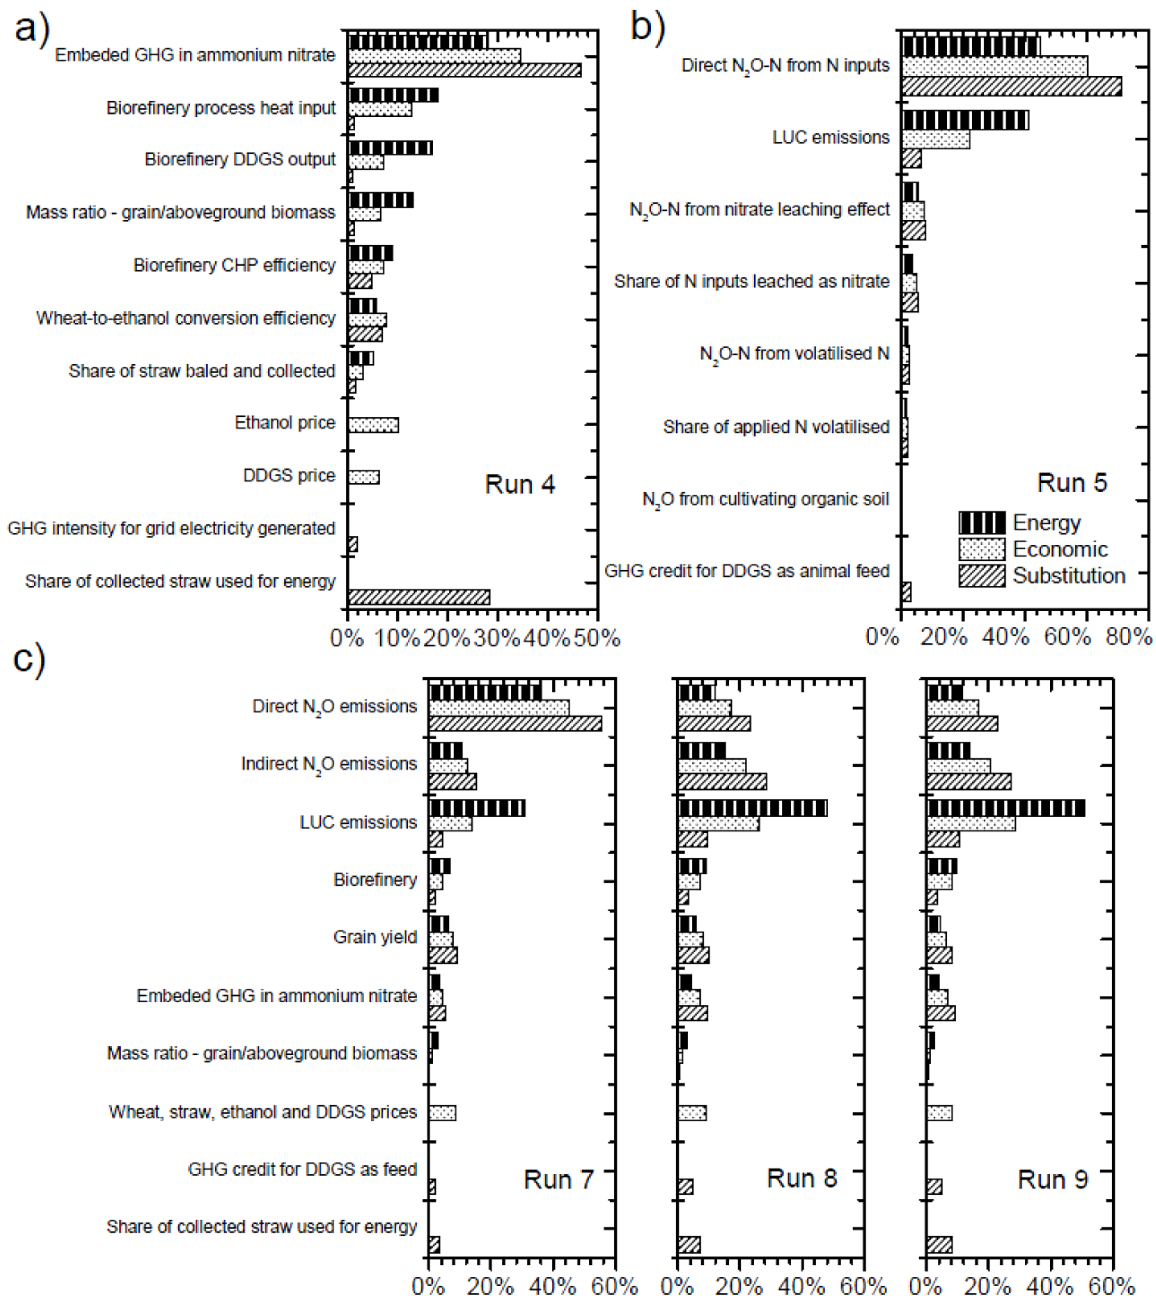 a)
Embeded GHG in ammonium nitrate
Biorefinery process heat input
Biorefinery DDGS output
Mass ratio - grain/aboveground biomass
Biorefinery CHP efficiency
Wheat-to-ethanol conversion efficiency
Share of straw baled and collected
Ethanol price
DDGS price
GHG intensity for grid electricity generated
Share of collected straw used for energy
Run 4
0% 10% 20% 30% 40% 50%
b)
Direct N₂O-N from N inputs
LUC emissions
N₂O-N from nitrate leaching effect
Share of N inputs leached as nitrate
N₂O-N from volatilised N
Share of applied N volatilised
N₂O from cultivating organic soil
GHG credit for DDGS as animal feed
Run 5
Energy
Economic
Substitution
0% 20% 40% 60% 80%
c)
Direct N₂O emissions
Indirect N₂O emissions
LUC emissions
Biorefinery
Grain yield
Embeded GHG in ammonium nitrate
Mass ratio - grain/aboveground biomass
Wheat, straw, ethanol and DDGS prices
GHG credit for DDGS as feed
Share of collected straw used for energy
Run 7
0% 20% 40% 60%
Run 8
0% 20% 40% 60%
Run 9
0% 20% 40% 60%